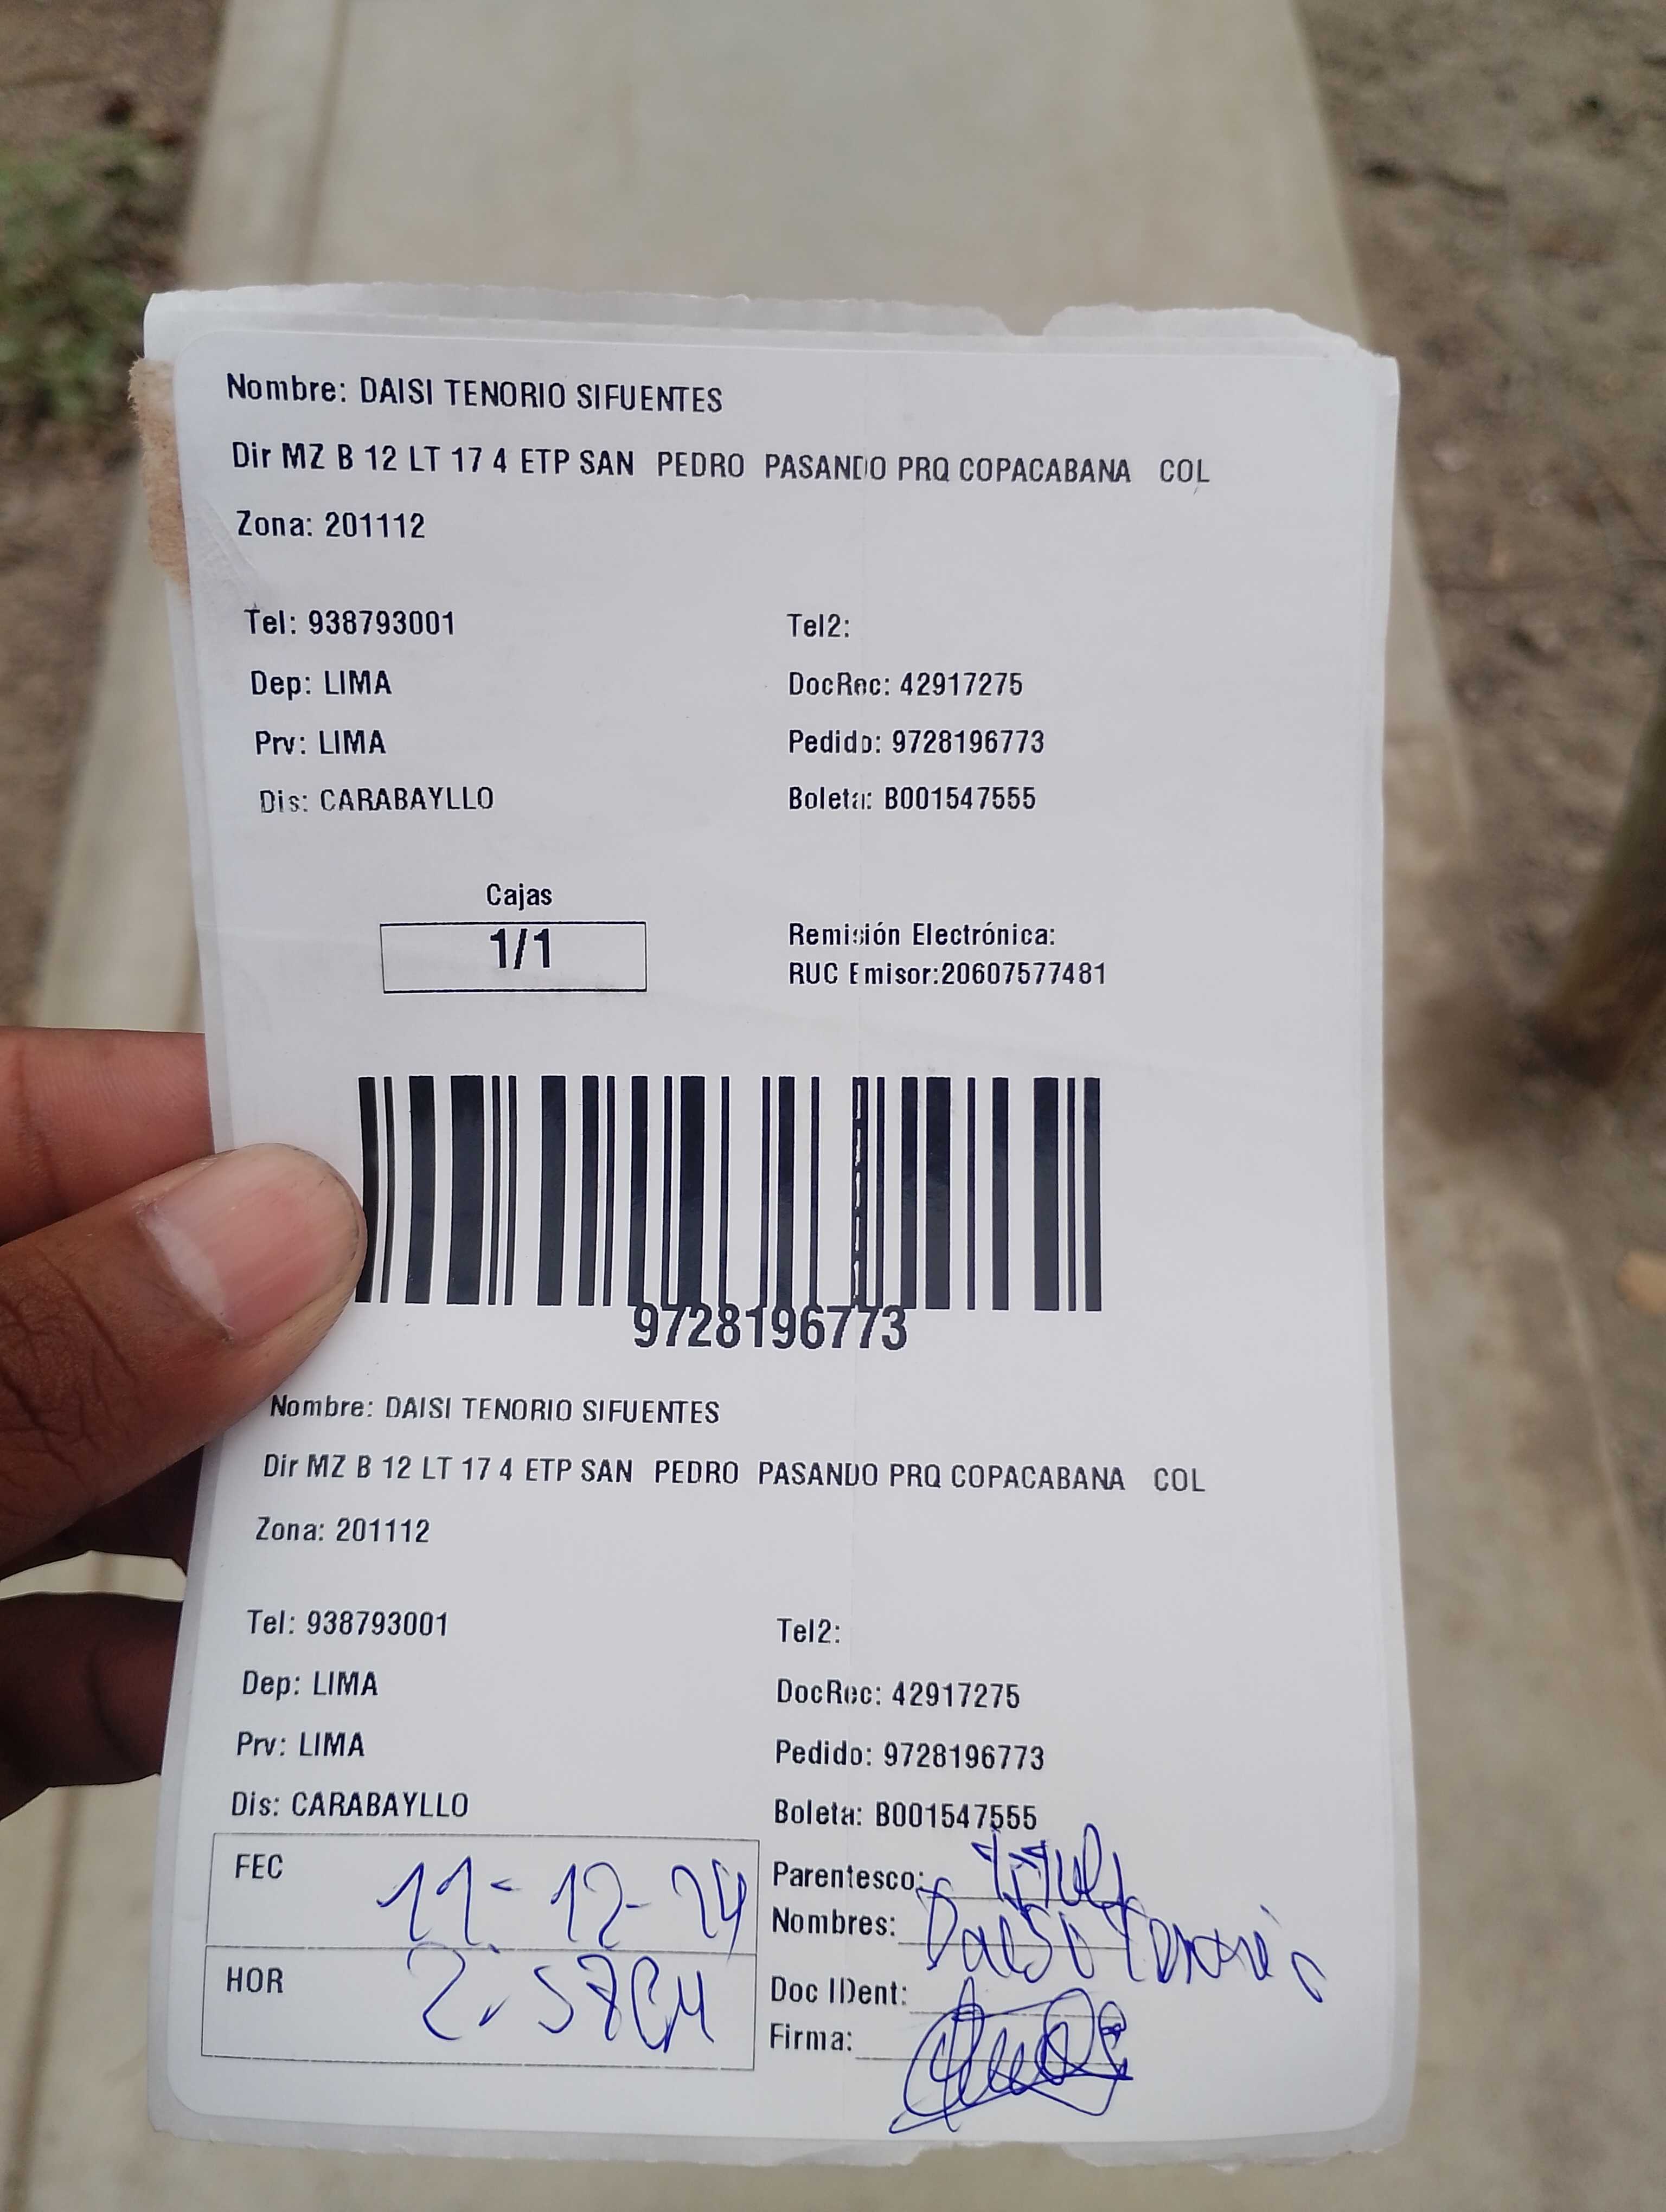 Nombre: DAISI TENORIO SIFUENTES
Dir MZ B 12 LT 17 4 ETP SAN PEDRO PASANDO PRQ COPACABANA COL
Zona: 201112
Tel: 938793001 Tel2:
Dep: LIMA DocRec: 42917275
Prv: LIMA Pedido: 9728196773
Dis: CARABAYLLO Boleta: B001547555
Cajas
1/1
Remisión Electrónica:
RUC Emisor:20607577481
9728196773
Nombre: DAISI TENORIO SIFUENTES
Dir MZ B 12 LT 17 4 ETP SAN PEDRO PASANDO PRQ COPACABANA COL
Zona: 201112
Tel: 938793001 Tel2:
Dep: LIMA DocRec: 42917275
Prv: LIMA Pedido: 9728196773
Dis: CARABAYLLO Boleta: B001547555
FEC 11-12-24
HOR 2:57
Parentesco:
Nombres:
Doc IDent:
Firma: